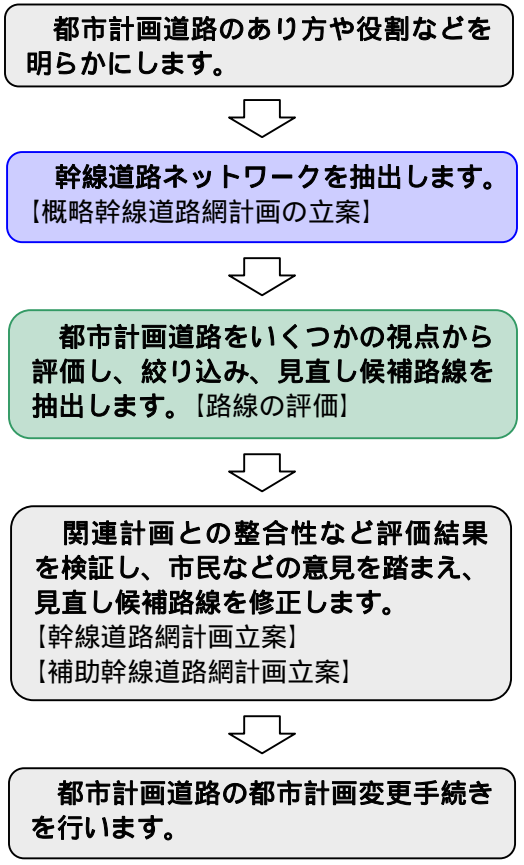 都市計画道路のあり方や役割などを
明らかにします。
幹線道路ネットワークを抽出します。
【概略幹線道路網計画の立案】
都市計画道路をいくつかの視点から
評価し、絞り込み、見直し候補路線を
抽出します。【路線の評価】
関連計画との整合性など評価結果
を検証し、市民などの意見を踏まえ、
見直し候補路線を修正します。
【幹線道路網計画立案】
【補助幹線道路網計画立案】
都市計画道路の都市計画変更手続き
を行います。